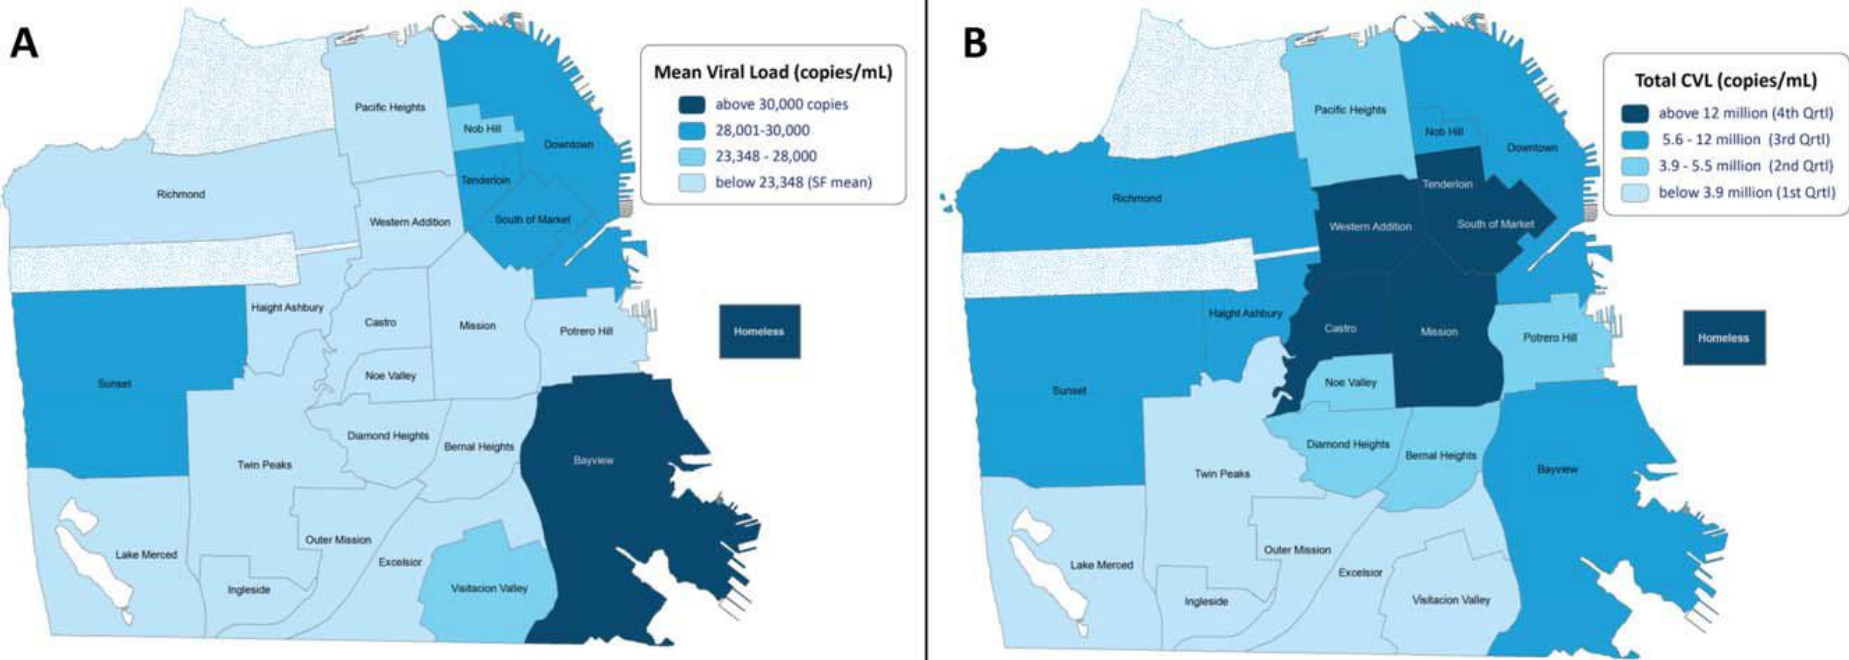 A
Mean Viral Load (copies/mL)
above 30,000 copies
28,001-30,000
23,348 - 28,000
below 23,348 (SF mean)
Pacific Heights
Nob Hill
Downtown
Tenderloin
Richmond
Western Addition
South of Market
Haight Ashbury
Castro
Mission
Potrero Hill
Homeless
Noe Valley
Sunset
Diamond Heights
Bernal Heights
Twin Peaks
Bayview
Outer Mission
Lake Merced
Excelsior
Ingleside
Visitacion Valley
B
Total CVL (copies/mL)
above 12 million (4th Qrtl)
5.6 - 12 million (3rd Qrtl)
3.9 - 5.5 million (2nd Qrtl)
below 3.9 million (1st Qrtl)
Pacific Heights
Nob Hill
Downtown
Tenderloin
Richmond
Western Addition
South of Market
Haight Ashbury
Castro
Mission
Potrero Hill
Homeless
Noe Valley
Sunset
Diamond Heights
Bernal Heights
Twin Peaks
Bayview
Outer Mission
Lake Merced
Excelsior
Ingleside
Visitacion Valley